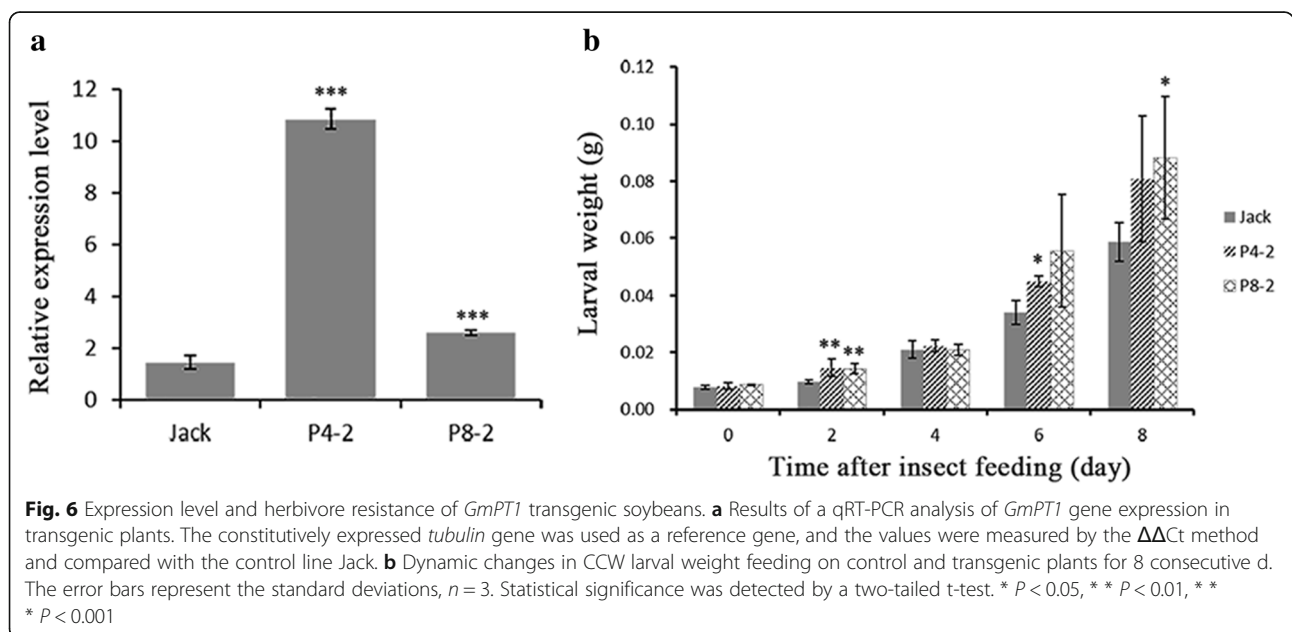 a
b
Relative expression level
12
10
8
6
4
2
0
***
***
Jack
P4-2
P8-2
Larval weight (g)
0.12
0.10
0.08
0.06
0.04
0.02
0.00
**
**
*
*
0
2
4
6
8
Time after insect feeding (day)
Jack
P4-2
P8-2
Fig. 6 Expression level and herbivore resistance of GmPT1 transgenic soybeans. a Results of a qRT-PCR analysis of GmPT1 gene expression in
transgenic plants. The constitutively expressed tubulin gene was used as a reference gene, and the values were measured by the ΔΔCt method
and compared with the control line Jack. b Dynamic changes in CCW larval weight feeding on control and transgenic plants for 8 consecutive d.
The error bars represent the standard deviations, n = 3. Statistical significance was detected by a two-tailed t-test. * P < 0.05, * * P < 0.01, * *
* P < 0.001